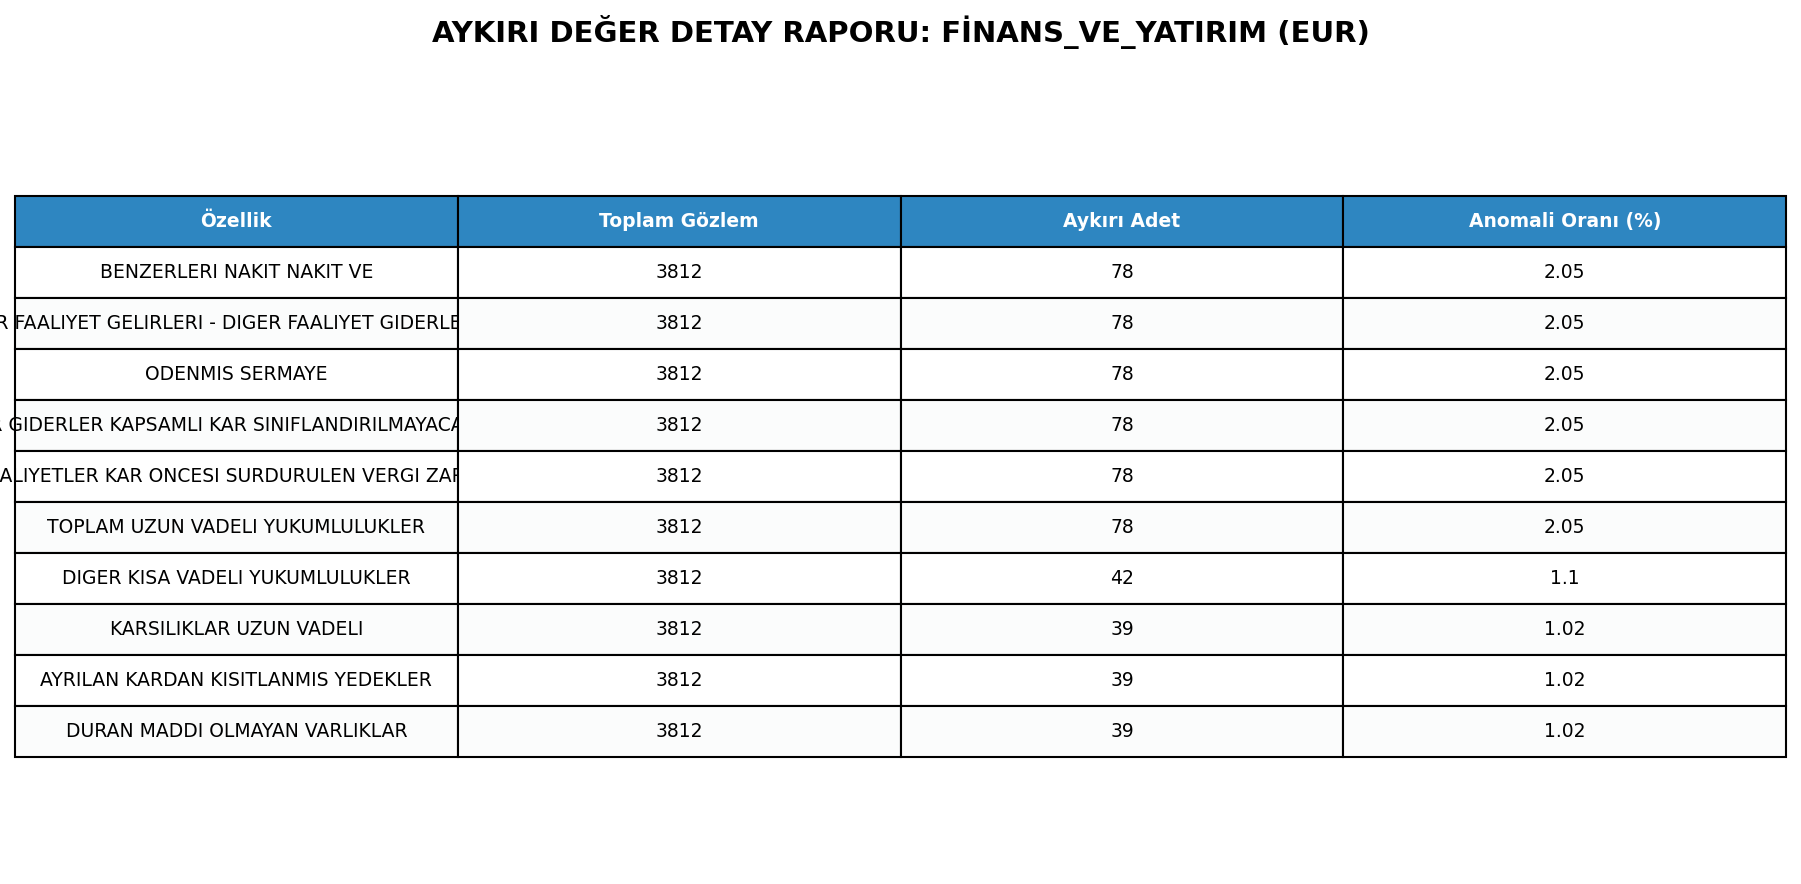 AYKIRI DEĞER DETAY RAPORU: FİNANS_VE_YATIRIM (EUR)
Özellik Toplam Gözlem Aykırı Adet Anomali Oranı (%)
BENZERLERI NAKIT NAKIT VE 3812 78 2.05
R FAALIYET GELIRLERI - DIGER FAALIYET GIDERLE 3812 78 2.05
ODENMIS SERMAYE 3812 78 2.05
GIDERLER KAPSAMLI KAR SINIFLANDIRILMAYACA 3812 78 2.05
ALIYETLER KAR ONCESI SURDURULEN VERGI ZAR 3812 78 2.05
TOPLAM UZUN VADELI YUKUMLULUKLER 3812 78 2.05
DIGER KISA VADELI YUKUMLULUKLER 3812 42 1.1
KARSILIKLAR UZUN VADELI 3812 39 1.02
AYRILAN KARDAN KISITLANMIS YEDEKLER 3812 39 1.02
DURAN MADDI OLMAYAN VARLIKLAR 3812 39 1.02